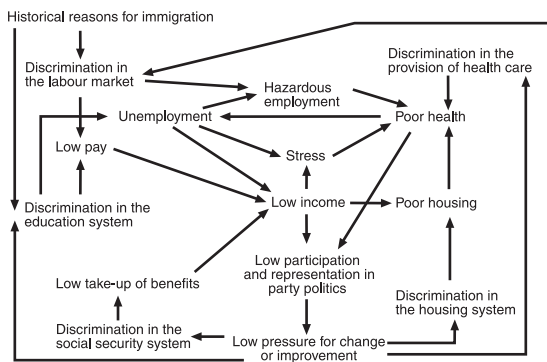 Historical reasons for immigration
Discrimination in
the labour market
Discrimination in the
provision of health care
Hazardous
employment
Unemployment
Poor health
Low pay
Stress
Discrimination in the
education system
Low income
Poor housing
Low participation
and representation in
party politics
Low take-up of benefits
Discrimination in
the housing system
Discrimination in the
social security system
Low pressure for change
or improvement